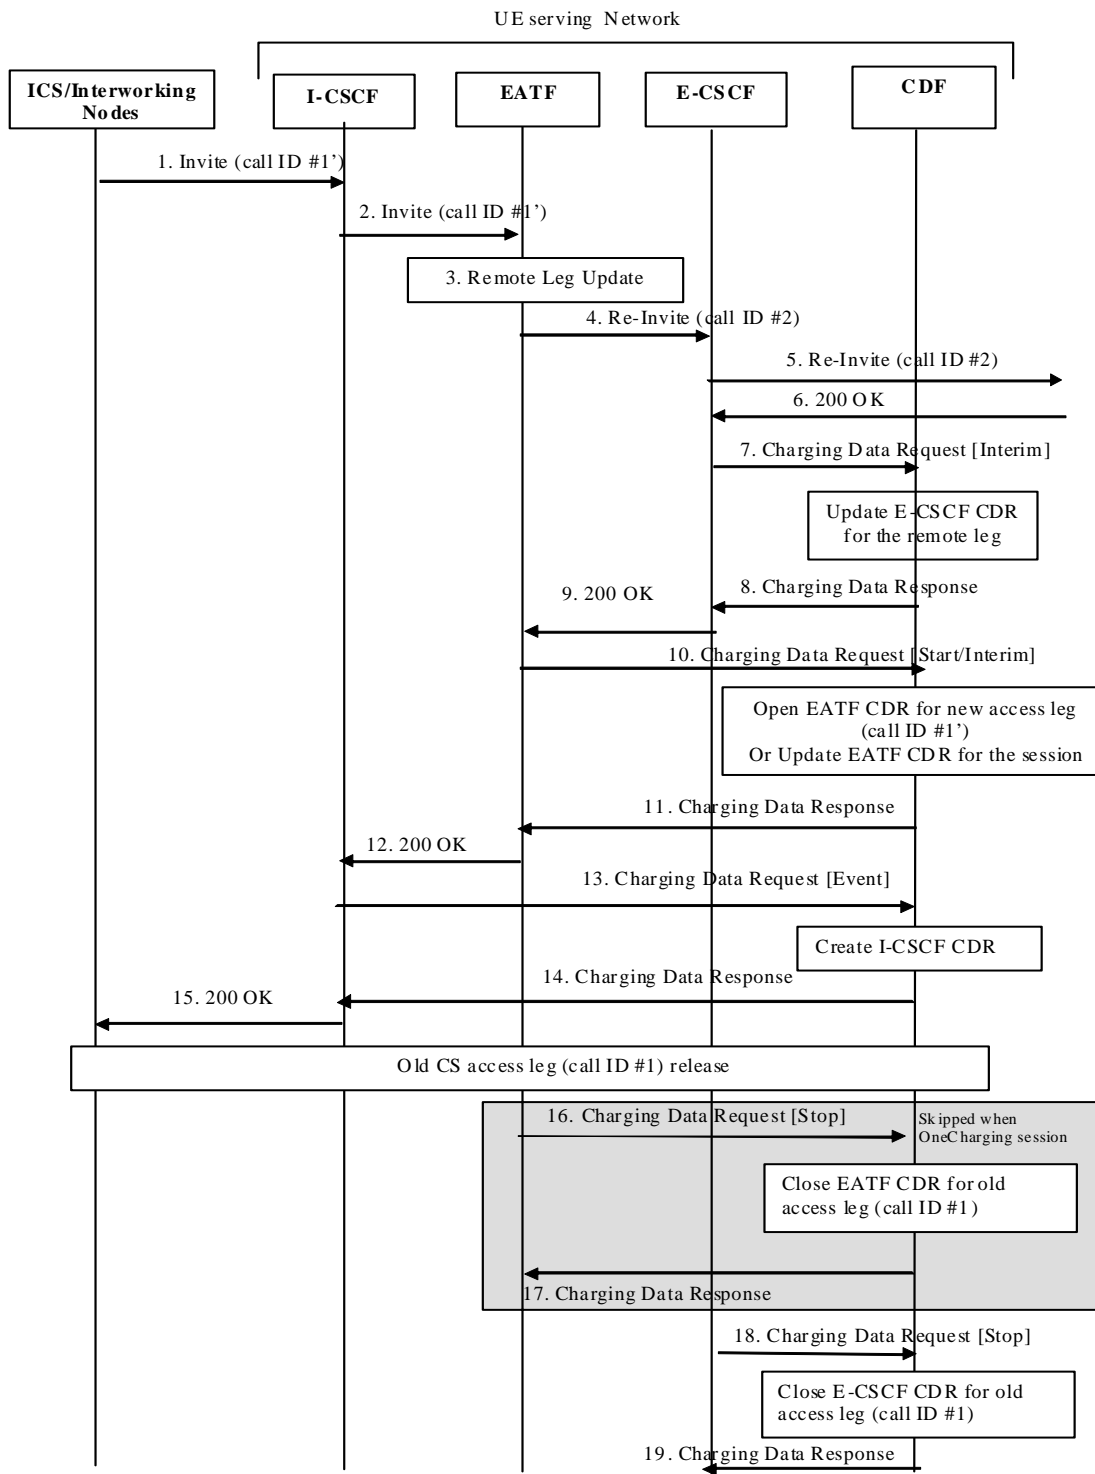 UE serving Network
ICS/Interworking
Nodes
I-CSCF
EATF
E-CSCF
CDF
1. Invite (call ID #1’)
2. Invite (call ID #1’)
3. Remote Leg Update
4. Re-Invite (call ID #2)
5. Re-Invite (call ID #2)
6. 200 OK
7. Charging Data Request [Interim]
Update E-CSCF CDR
for the remote leg
8. Charging Data Response
9. 200 OK
10. Charging Data Request [Start/Interim]
Open EATF CDR for new access leg
(call ID #1’)
Or Update EATF CDR for the session
11. Charging Data Response
12. 200 OK
13. Charging Data Request [Event]
Create I-CSCF CDR
14. Charging Data Response
15. 200 OK
Old CS access leg (call ID #1) release
16. Charging Data Request [Stop]
Skipped when
OneCharging session
Close EATF CDR for old
access leg (call ID #1)
17. Charging Data Response
18. Charging Data Request [Stop]
Close E-CSCF CDR for old
access leg (call ID #1)
19. Charging Data Response